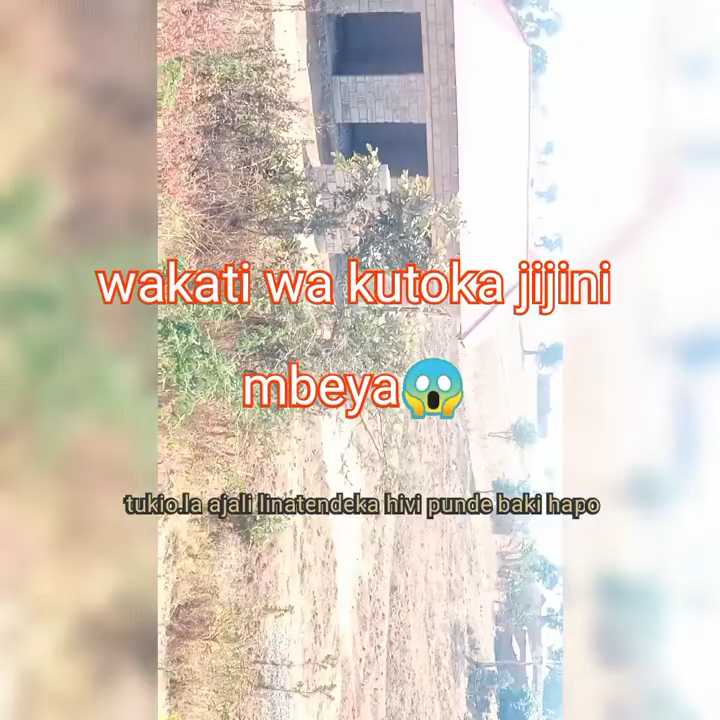 wakati wa kutoka jijini
mbeya😱
tukio.la ajali linatendeka hivi punde baki hapo